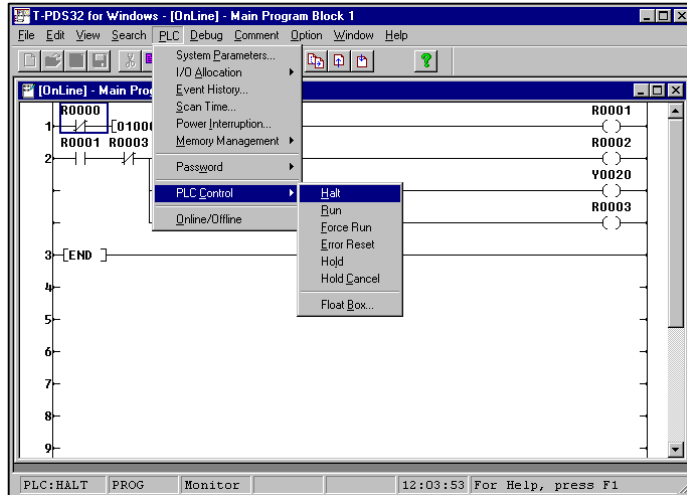 T-PDS32 for Windows - [OnLine] - Main Program Block 1
File Edit View Search PLC Debug Comment Option Window Help
[OnLine] - Main Prog
System Parameters...
I/O Allocation
Event History...
Scan Time...
Power Interruption...
Memory Management
Password
PLC Control
Online/Offline
Halt
Run
Force Run
Error Reset
Hold
Hold Cancel
Float Box...
R0000 R0001
1 [0100
R0001 R0003 R0002
2
Y0020
R0003
3 [END ]
4
5
6
7
8
9
PLC:HALT PROG Monitor 12:03:53 For Help, press F1